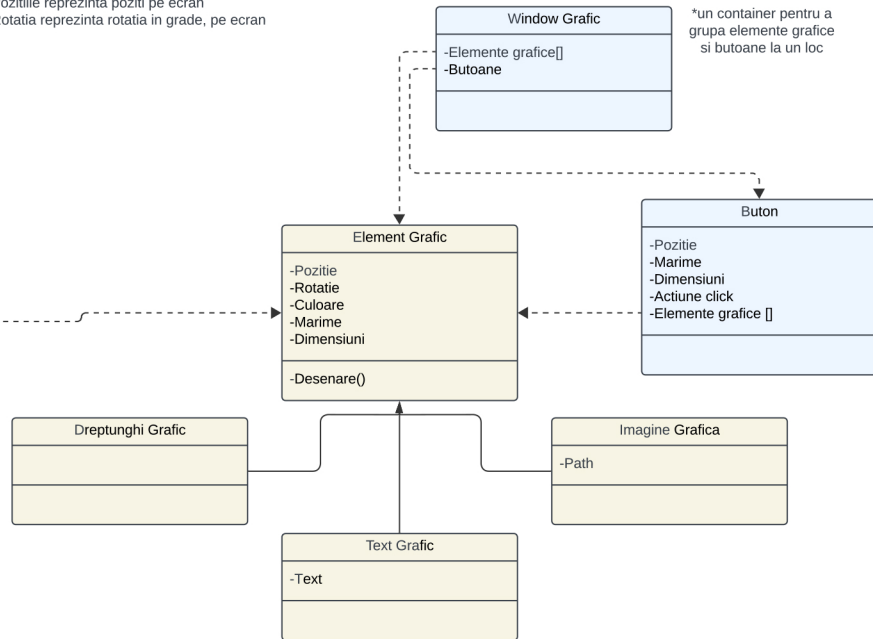 pozitiile reprezinta poziti pe ecran
Rotatia reprezinta rotatia in grade, pe ecran
Window Grafic
-Elemente grafice[]
-Butoane
*un container pentru a
grupa elemente grafice
si butoane la un loc
Buton
-Pozitie
-Marime
-Dimensiuni
-Actiune click
-Elemente grafice []
Element Grafic
-Pozitie
-Rotatie
-Culoare
-Marime
-Dimensiuni
-Desenare()
Dreptunghi Grafic
Imagine Grafica
-Path
Text Grafic
-Text